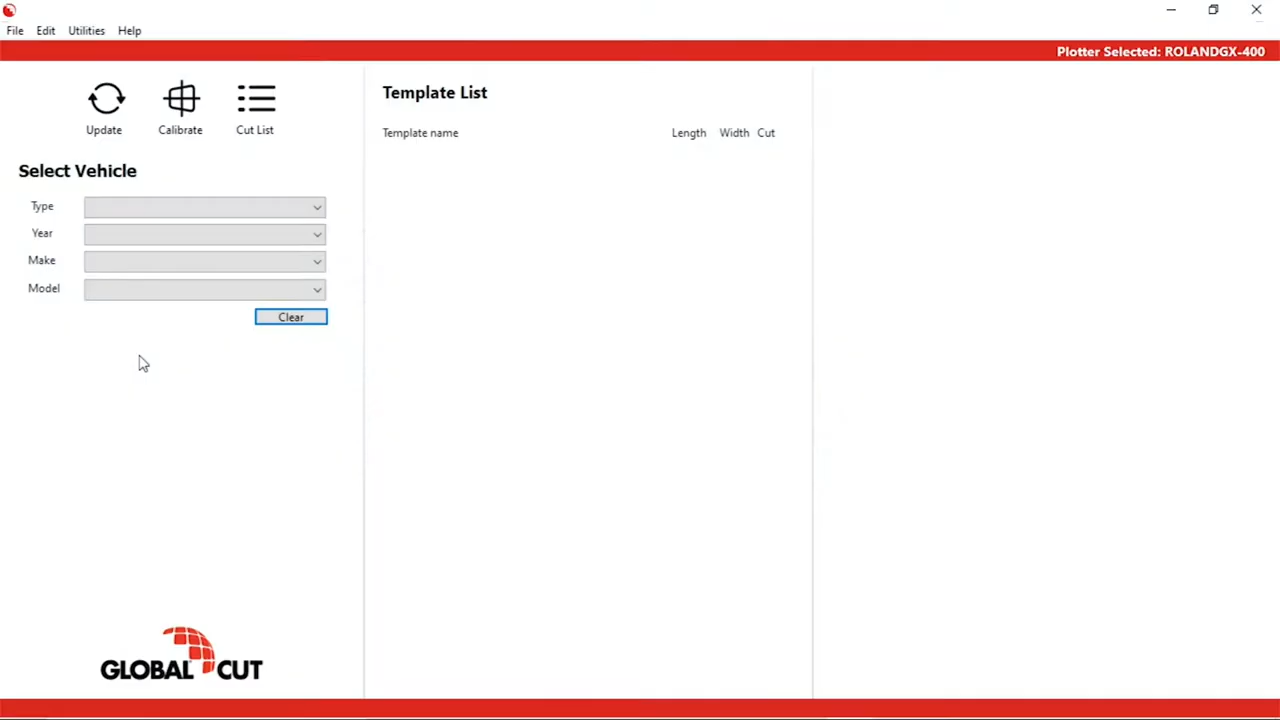 File Edit Utilities Help
Plotter Selected: ROLANDGX-400
Update Calibrate Cut List
Select Vehicle
Type
Year
Make
Model
Clear
Template List
Template name Length Width Cut
GLOBAL CUT